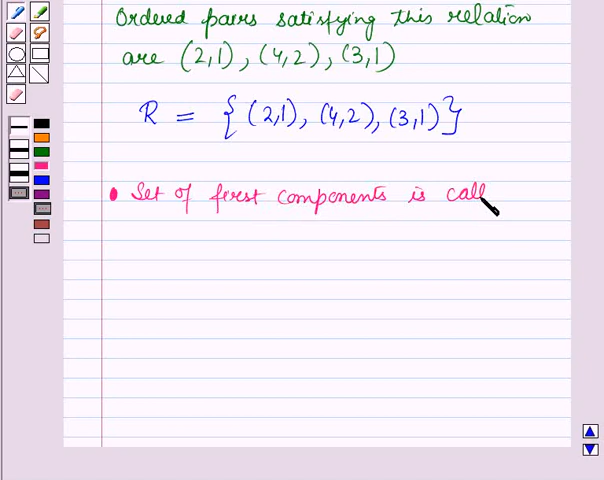 Ordered pairs satisfying this relation
are (2,1), (4,2), (3,1)
R = {(2,1), (4,2), (3,1)}
• Set of first components is call